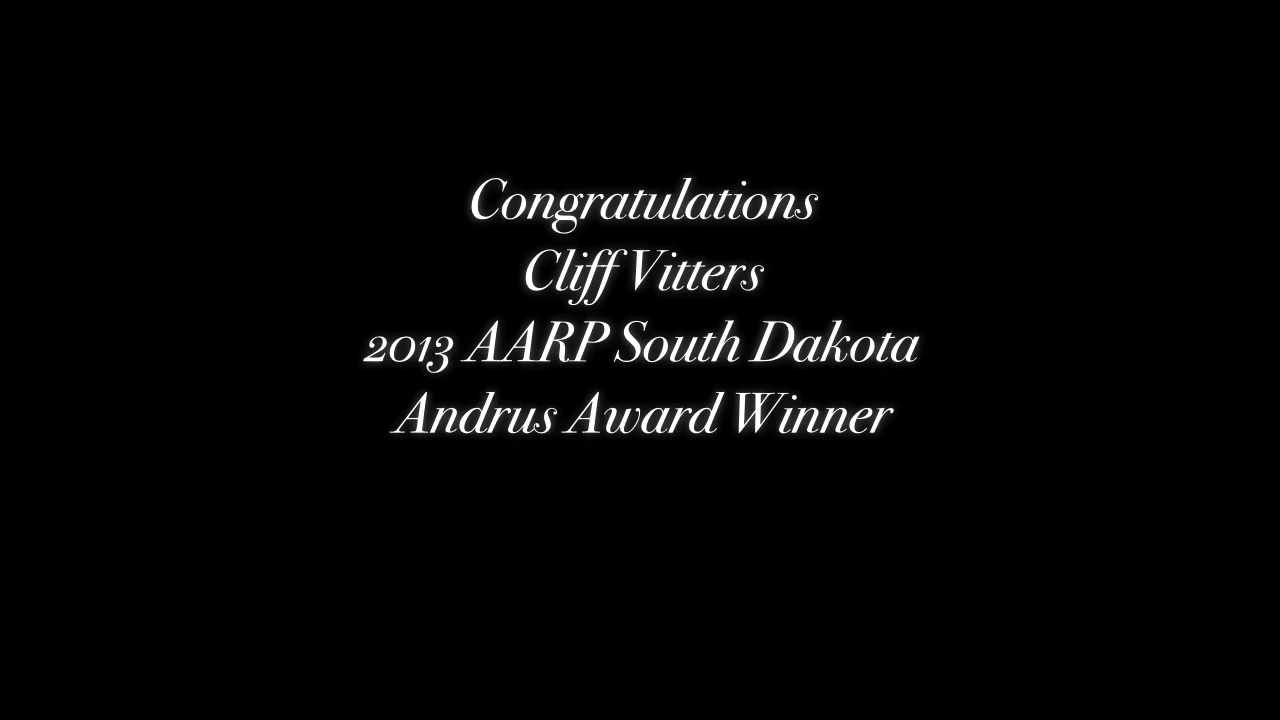 Congratulations
Cliff Vitters
2013 AARP South Dakota
Andrus Award Winner